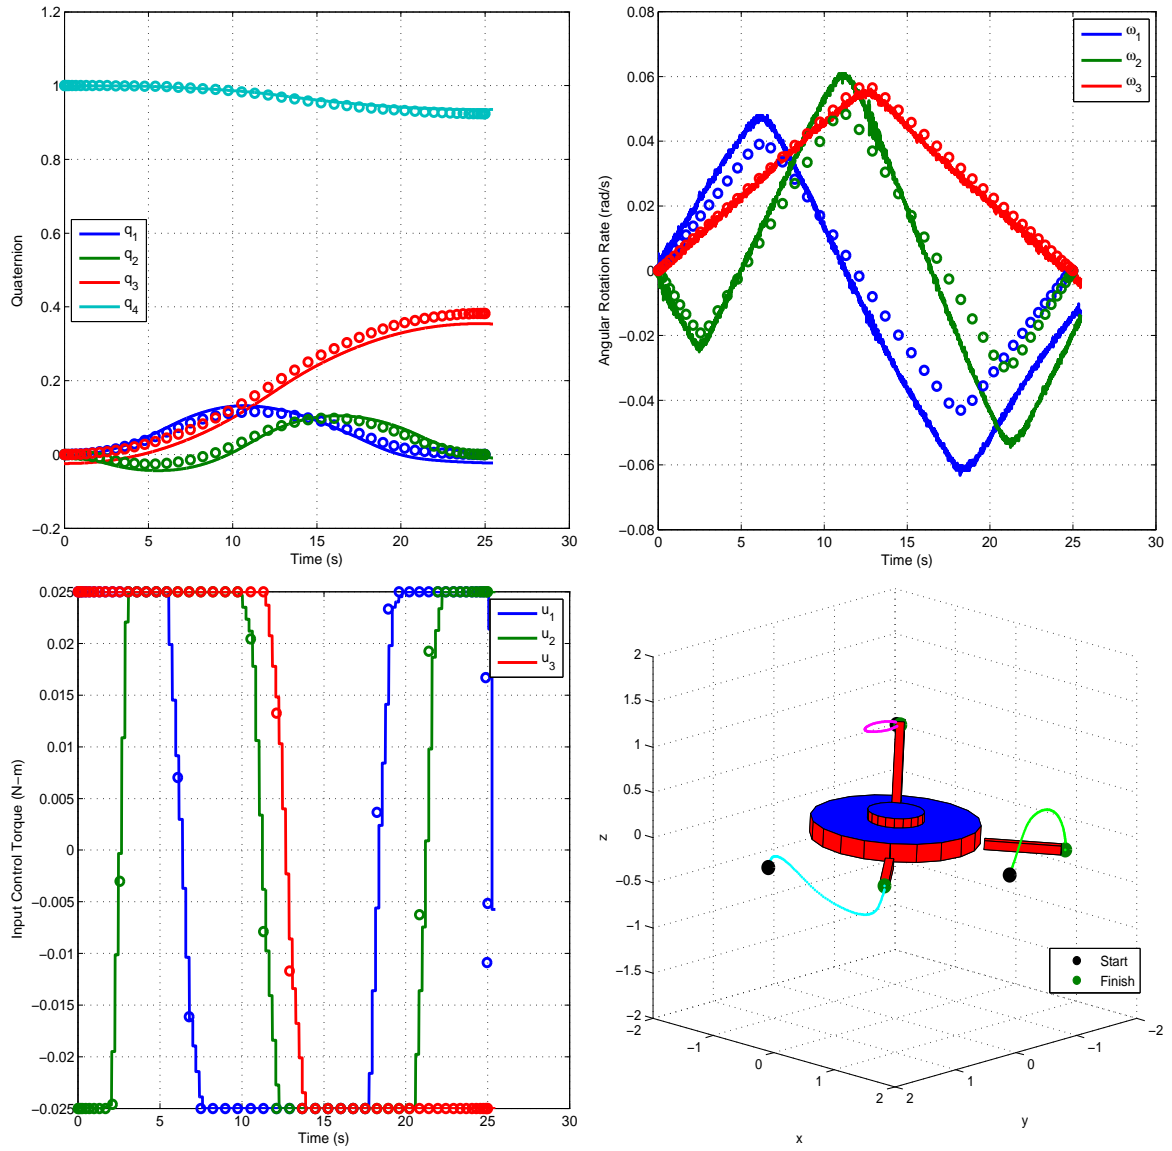 1.2
1
0.8
0.6
0.4
0.2
0
−0.2
Quaternion
q1
q2
q3
q4
0 5 10 15 20 25 30
Time (s)
0.08
0.06
0.04
0.02
0
−0.02
−0.04
−0.06
−0.08
Angular Rotation Rate (rad/s)
ω1
ω2
ω3
0 5 10 15 20 25 30
Time (s)
0.025
0.02
0.015
0.01
0.005
0
−0.005
−0.01
−0.015
−0.02
−0.025
Input Control Torque (N−m)
u1
u2
u3
0 5 10 15 20 25 30
Time (s)
2
1.5
1
0.5
0
−0.5
−1
−1.5
−2
z
Start
Finish
−2 −1 0 1 2
x
2 1 0 −1 −2
y